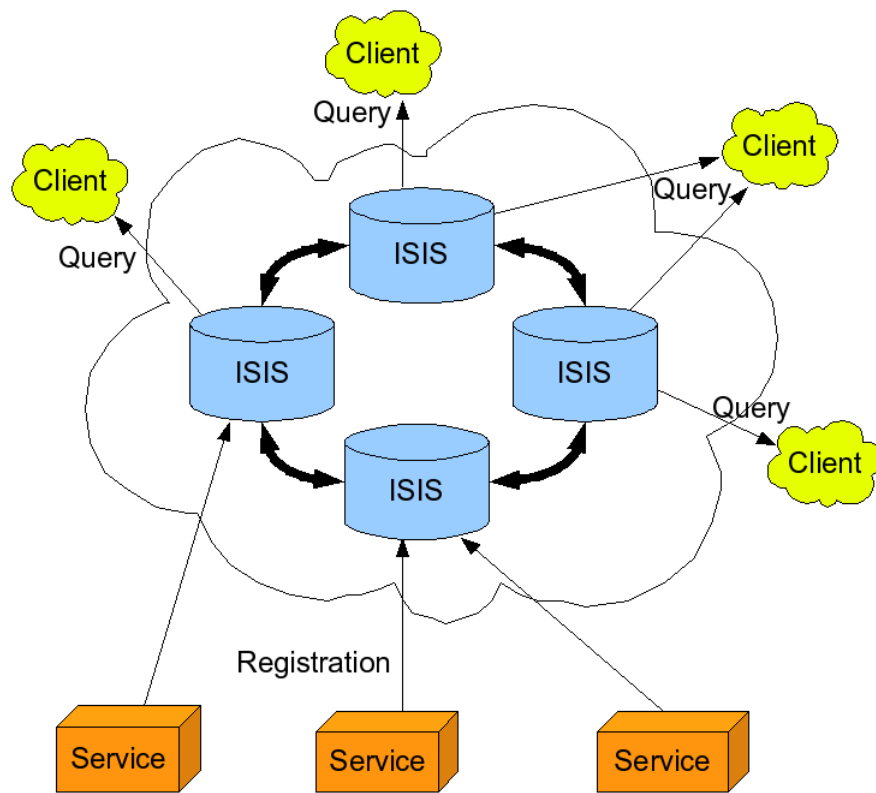 Client
Query
Client
Client
Query
Query
ISIS
ISIS
ISIS
Query
Client
ISIS
Registration
Service
Service
Service